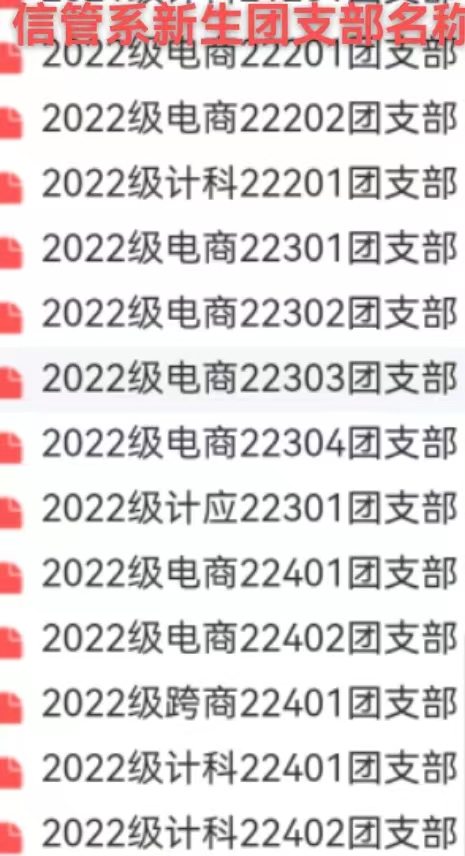 信管系新生团支部名称
2022级电商22201团支部
2022级电商22202团支部
2022级计科22201团支部
2022级电商22301团支部
2022级电商22302团支部
2022级电商22303团支部
2022级电商22304团支部
2022级计应22301团支部
2022级电商22401团支部
2022级电商22402团支部
2022级跨商22401团支部
2022级计科22401团支部
2022级计科22402团支部